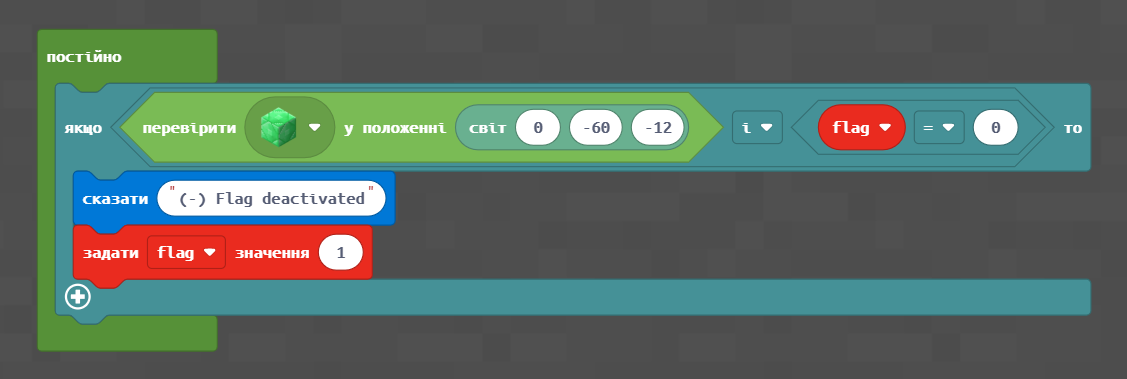 постійно
якщо перевірити у положенні світ 0 -60 -12 і flag = 0 то
сказати "(-) Flag deactivated"
задати flag значення 1